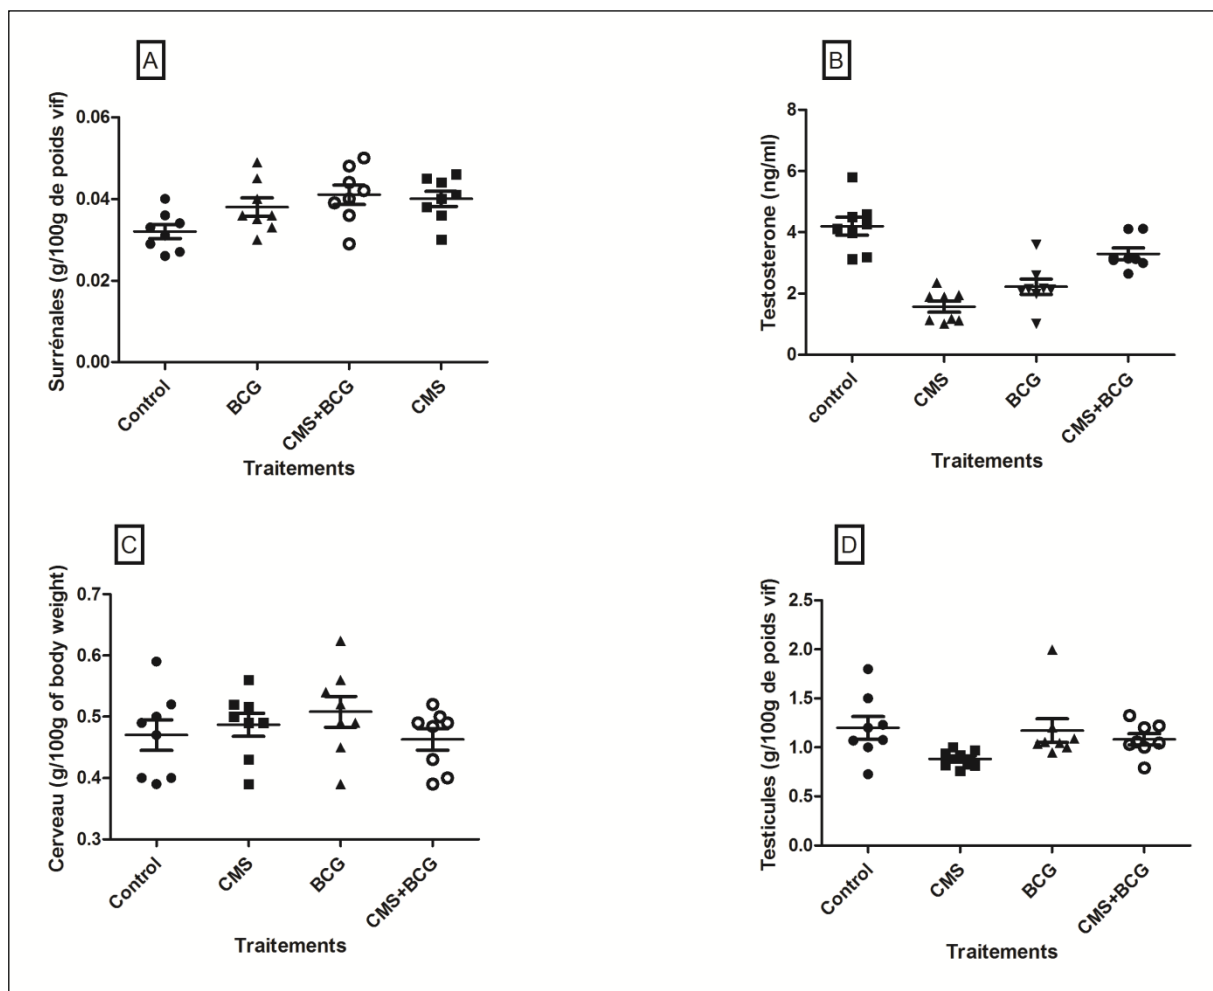 A
Surrénales (g/100g de poids vif)
0.06
0.04
0.02
0.00
Control
BCG
CMS+BCG
CMS
Traitements
B
Testosterone (ng/ml)
8
6
4
2
0
control
CMS
BCG
CMS+BCG
Traitements
C
Cerveau (g/100g of body weight)
0.7
0.6
0.5
0.4
0.3
Control
CMS
BCG
CMS+BCG
Traitements
D
Testicules (g/100g de poids vif)
2.5
2.0
1.5
1.0
0.5
0.0
Control
CMS
BCG
CMS+BCG
Traitements